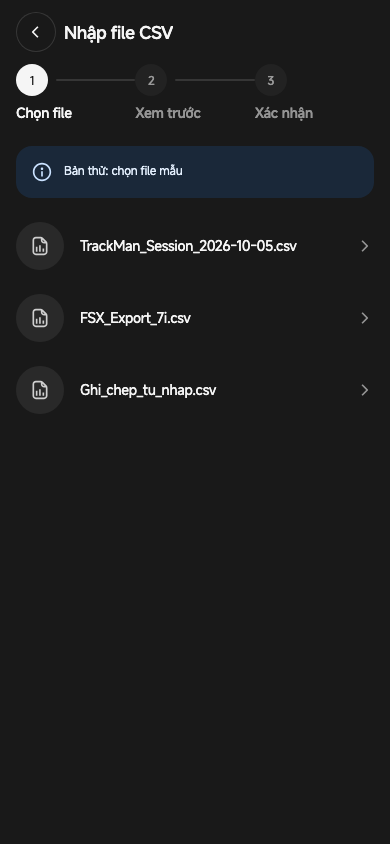 Nhập file CSV
1
2
3
Chọn file
Xem trước
Xác nhận
Bản thử: chọn file mẫu
TrackMan_Session_2026-10-05.csv
FSX_Export_7i.csv
Ghi_chep_tu_nhap.csv